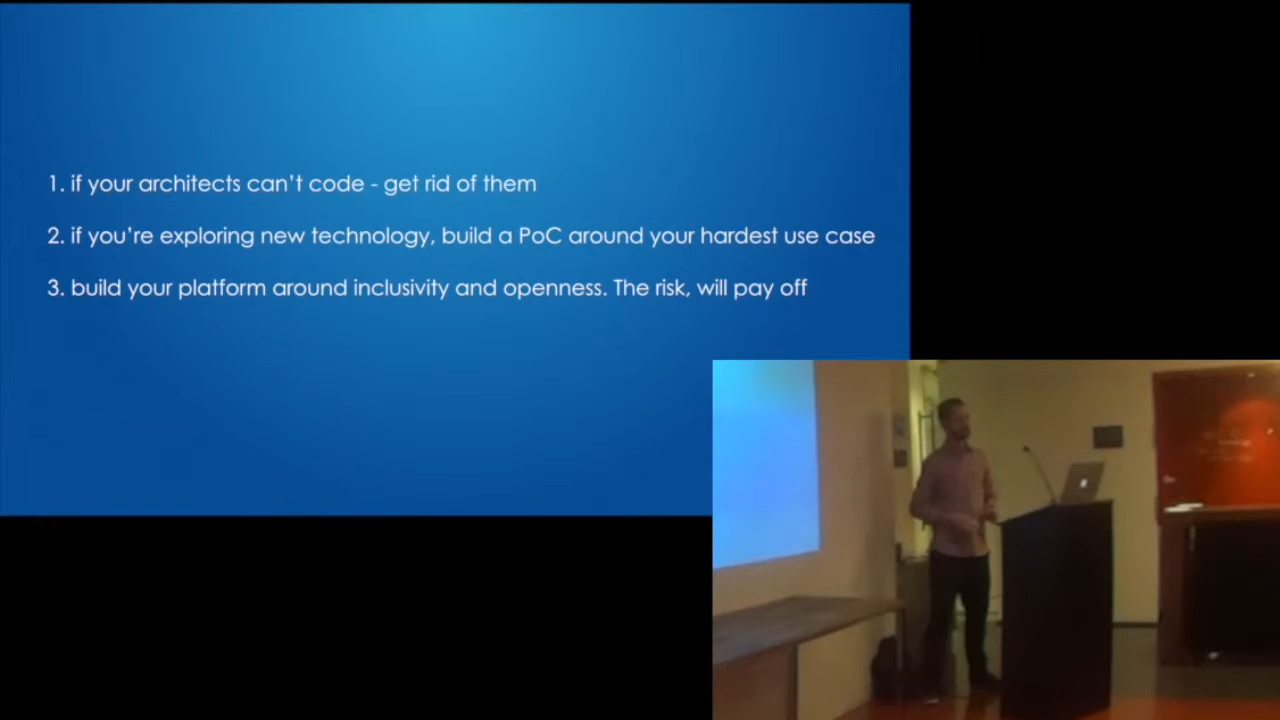 1. if your architects can't code - get rid of them
2. if you're exploring new technology, build a PoC around your hardest use case
3. build your platform around inclusivity and openness. The risk, will pay off